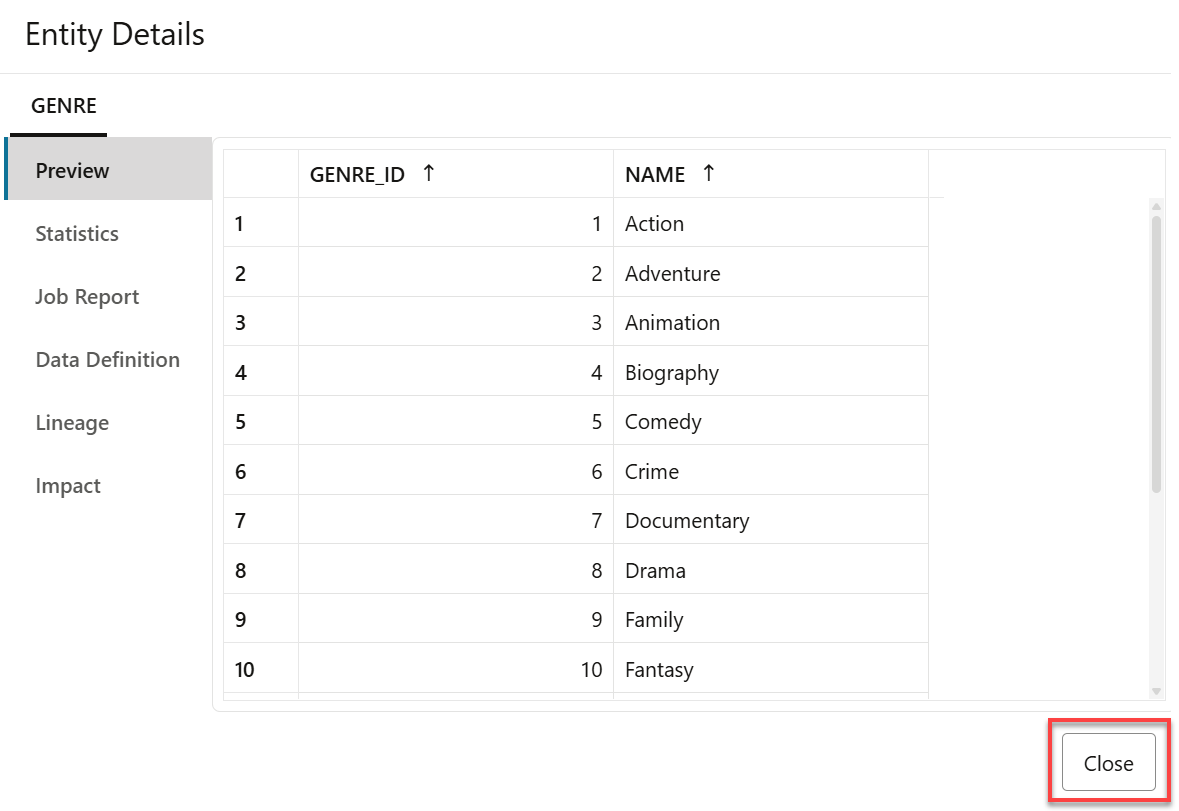 Entity Details
GENRE
Preview
Statistics
Job Report
Data Definition
Lineage
Impact
GENRE_ID ↑ NAME ↑
1 1 Action
2 2 Adventure
3 3 Animation
4 4 Biography
5 5 Comedy
6 6 Crime
7 7 Documentary
8 8 Drama
9 9 Family
10 10 Fantasy
Close